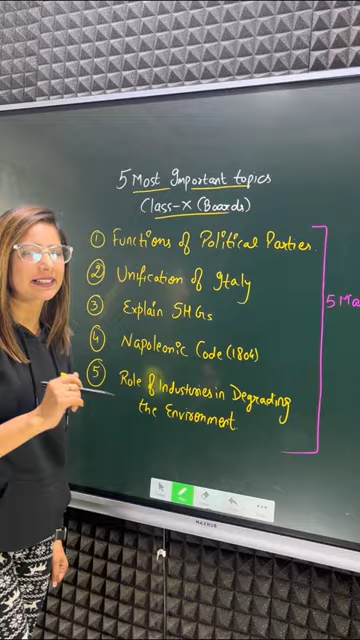 5 Most Important topics
Class-X (Boards)
① Functions of Political Parties.
② Unification of Italy
③ Explain SHGs
④ Napoleonic Code (1804)
⑤ Role of Industuries in Degrading
the Environment.
5 Ma
MAXHUB